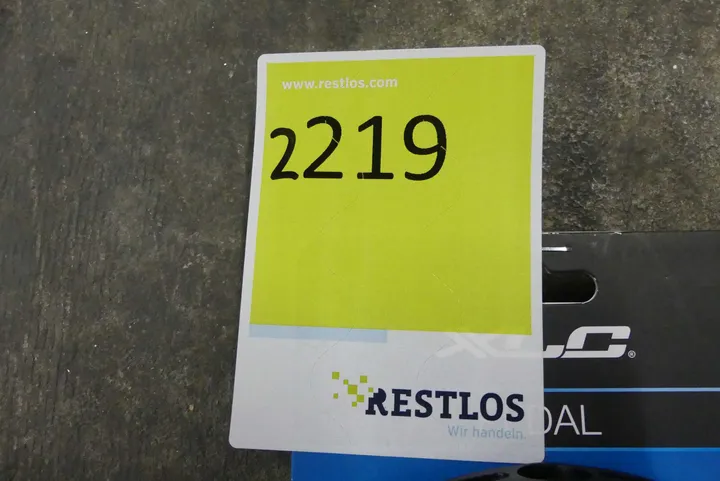 www.restlos.com
2219
XLC®
RESTLOS
Wir handeln.
DAL